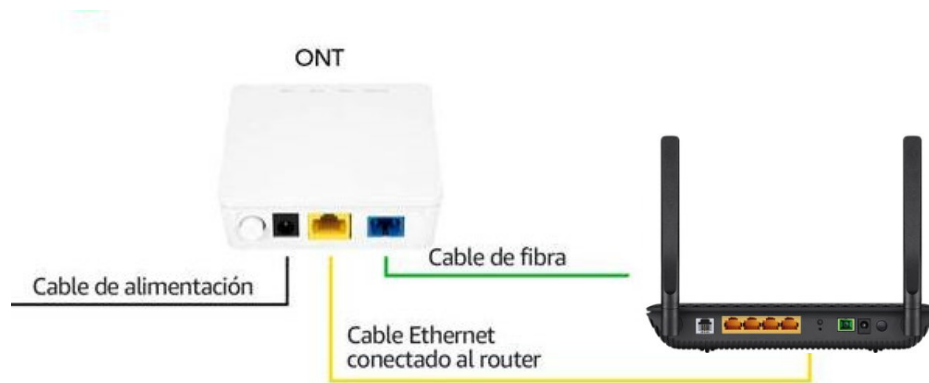 ONT
Cable de fibra
Cable de alimentación
Cable Ethernet
conectado al router